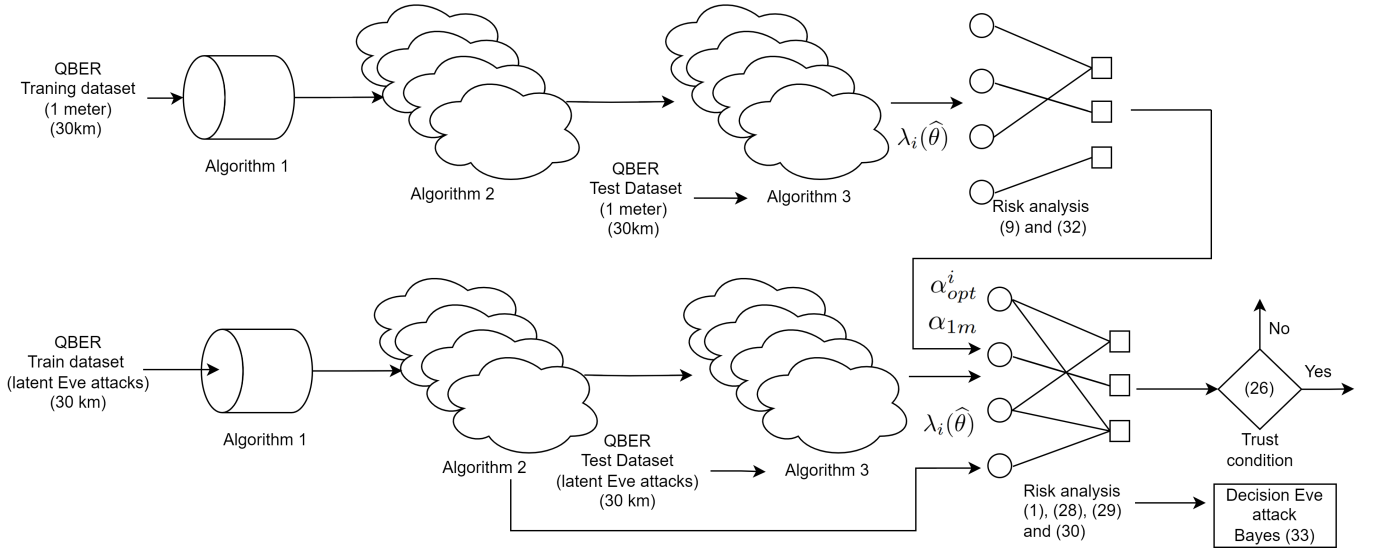 QBER
Traning dataset
(1 meter)
(30km)
Algorithm 1
Algorithm 2
QBER
Test Dataset
(1 meter)
(30km)
Algorithm 3
λ_i(θ̂)
Risk analysis
(9) and (32)
QBER
Train dataset
(latent Eve attacks)
(30 km)
Algorithm 1
Algorithm 2
QBER
Test Dataset
(latent Eve attacks)
(30 km)
Algorithm 3
α^i_opt
α_1m
λ_i(θ̂)
Risk analysis
(1), (28), (29)
and (30)
No
Yes
(26)
Trust
condition
Decision Eve
attack
Bayes (33)